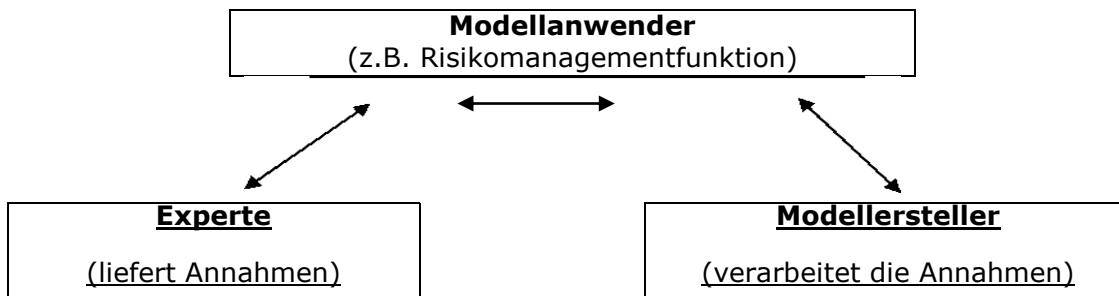 Modellanwender
(z.B. Risikomanagementfunktion)
Experte
(liefert Annahmen)
Modellersteller
(verarbeitet die Annahmen)